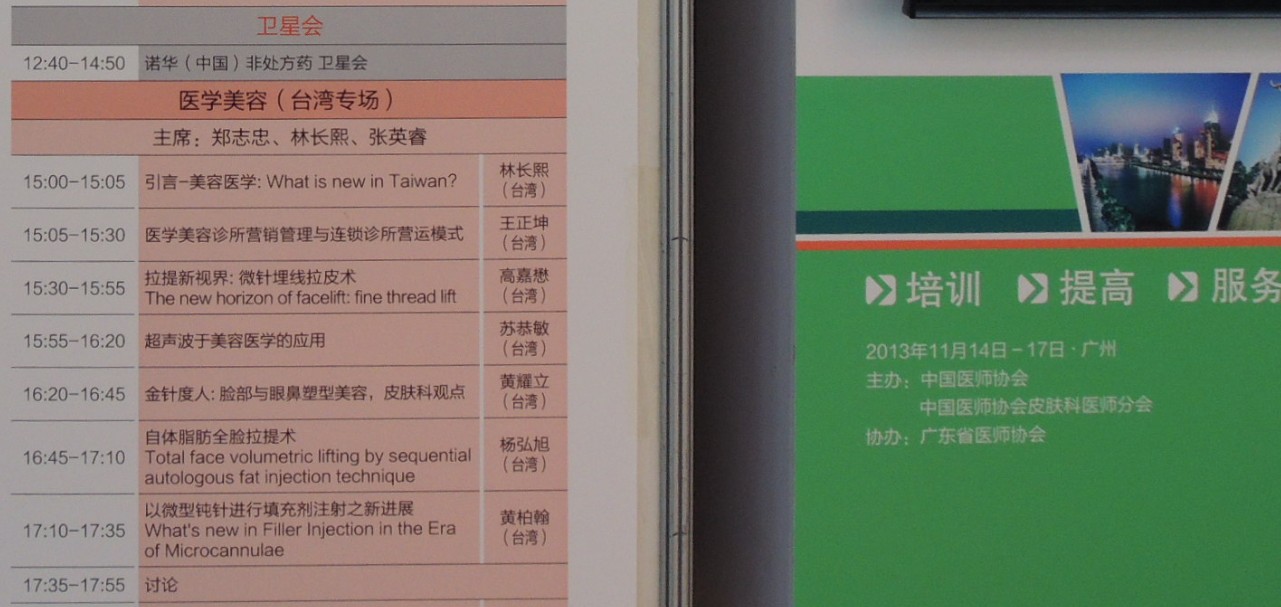 卫星会
12:40-14:50 诺华（中国）非处方药 卫星会
医学美容（台湾专场）
主席：郑志忠、林长熙、张英睿
15:00-15:05 引言-美容医学: What is new in Taiwan? 林长熙
（台湾）
15:05-15:30 医学美容诊所营销管理与连锁诊所营运模式 王正坤
（台湾）
15:30-15:55 拉提新视界: 微针埋线拉皮术
The new horizon of facelift: fine thread lift
高嘉懋
（台湾）
15:55-16:20 超声波于美容医学的应用 苏恭敏
（台湾）
16:20-16:45 金针度人: 脸部与眼鼻塑型美容，皮肤科观点 黄耀立
（台湾）
16:45-17:10 自体脂肪全脸拉提术
Total face volumetric lifting by sequential
autologous fat injection technique
杨弘旭
（台湾）
17:10-17:35 以微型钝针进行填充剂注射之新进展
What's new in Filler Injection in the Era
of Microcannulae
黄柏翰
（台湾）
17:35-17:55 讨论
培训 提高 服务
2013年11月14日-17日·广州
主办：中国医师协会
中国医师协会皮肤科医师分会
协办：广东省医师协会